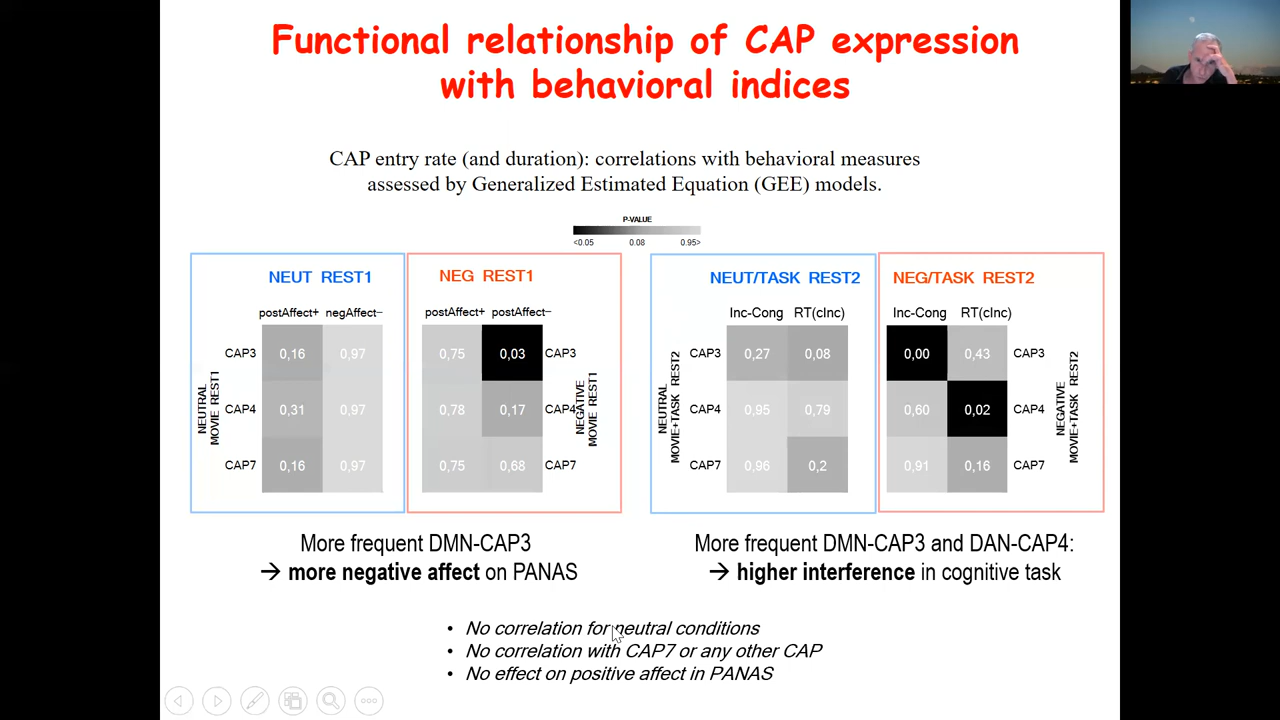 Functional relationship of CAP expression
with behavioral indices
CAP entry rate (and duration): correlations with behavioral measures
assessed by Generalized Estimated Equation (GEE) models.
P-VALUE
<0.05 0.08 0.95>
NEUT REST1
postAffect+ negAffect−
CAP3 0,16 0,97
CAP4 0,31 0,97
CAP7 0,16 0,97
NEUTRAL
MOVIE REST1
NEG REST1
postAffect+ postAffect−
0,75 0,03 CAP3
0,78 0,17 CAP4
0,75 0,68 CAP7
NEGATIVE
MOVIE REST1
NEUT/TASK REST2
Inc-Cong RT(cInc)
CAP3 0,27 0,08
CAP4 0,95 0,79
CAP7 0,96 0,2
NEUTRAL
MOVIE+TASK REST2
NEG/TASK REST2
Inc-Cong RT(cInc)
0,00 0,43 CAP3
0,60 0,02 CAP4
0,91 0,16 CAP7
NEGATIVE
MOVIE+TASK REST2
More frequent DMN-CAP3
→ more negative affect on PANAS
More frequent DMN-CAP3 and DAN-CAP4:
→ higher interference in cognitive task
• No correlation for neutral conditions
• No correlation with CAP7 or any other CAP
• No effect on positive affect in PANAS